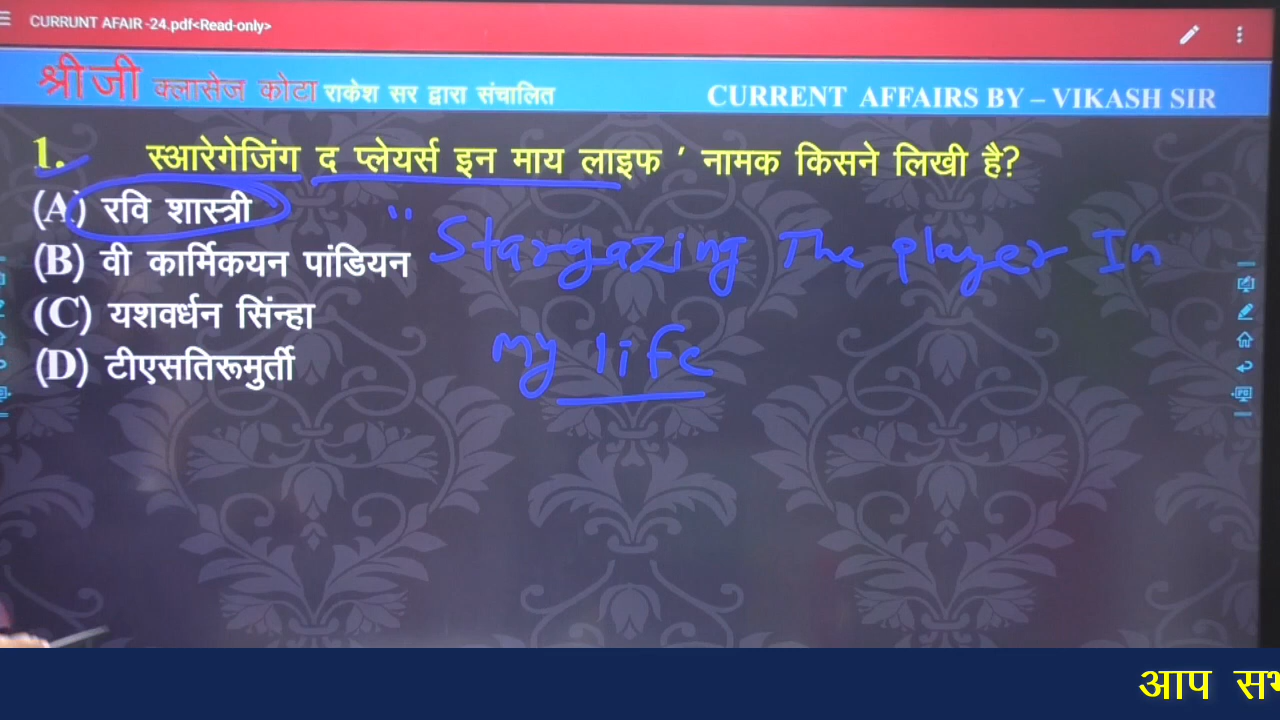 CURRUNT AFAIR -24.pdf<Read-only>
श्रीजी क्लासेज कोटा राकेश सर द्वारा संचालित CURRENT AFFAIRS BY – VIKASH SIR
1. स्आरेगेजिंग द प्लेयर्स इन माय लाइफ ’ नामक किसने लिखी है?
(A) रवि शास्त्री
(B) वी कार्मिकयन पांडियन
(C) यशवर्धन सिंन्हा
(D) टीएसतिरूमुर्ती
" Stargazing The player In
my life
आप सभ